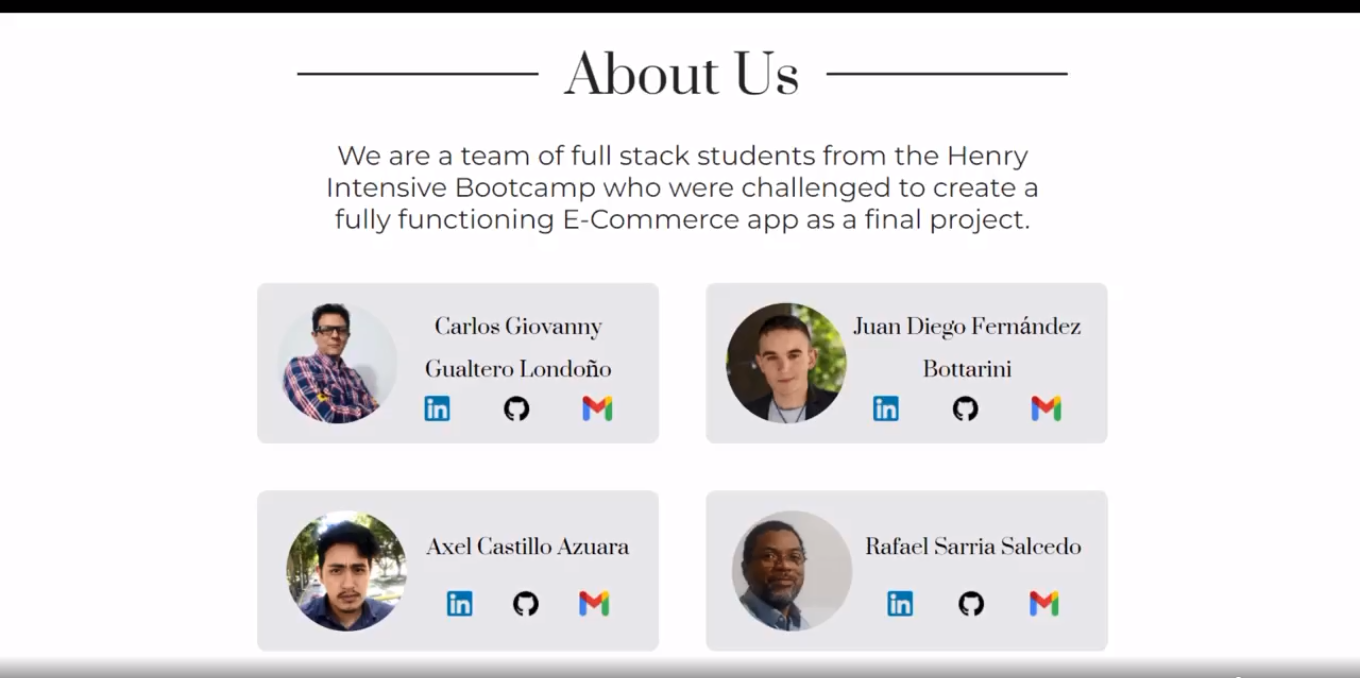 About Us
We are a team of full stack students from the Henry
Intensive Bootcamp who were challenged to create a
fully functioning E-Commerce app as a final project.
Carlos Giovanny
Gualtero Londoño
in
Juan Diego Fernández
Bottarini
in
Axel Castillo Azuara
in
Rafael Sarria Salcedo
in